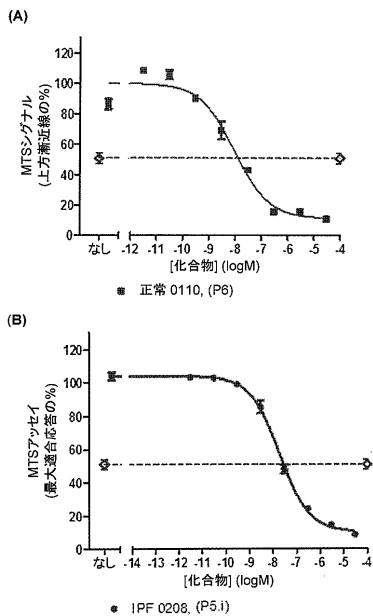 (A)
MTSシグナル
(上方漸近線の%)
120
100
80
60
40
20
0
なし -12 -11 -10 -9 -8 -7 -6 -5 -4
[化合物] (logM)
正常 0110, (P6)
(B)
MTSアッセイ
(最大適合応答の%)
120
100
80
60
40
20
0
なし -14 -13 -12 -11 -10 -9 -8 -7 -6 -5 -4 -3
[化合物] (logM)
IPF 0208, (P5.i)